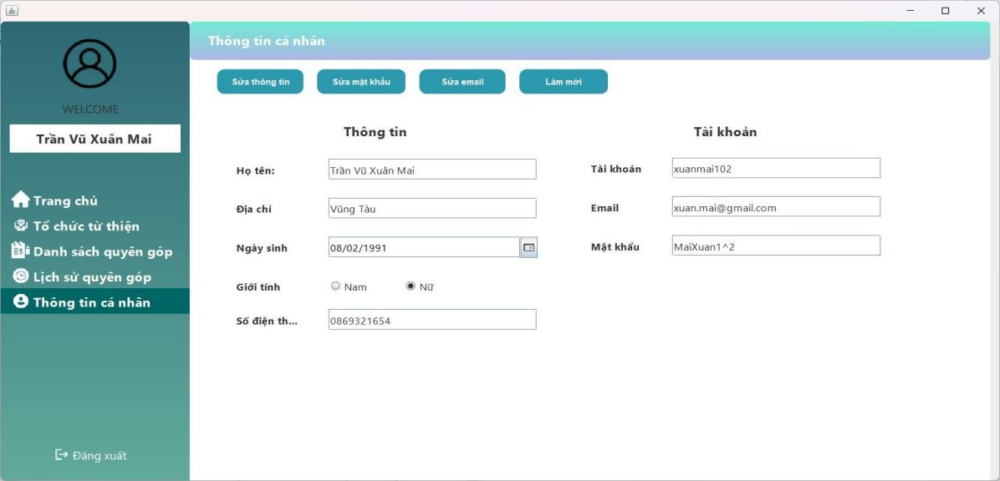 WELCOME
Trần Vũ Xuân Mai
Trang chủ
Tổ chức từ thiện
Danh sách quyên góp
Lịch sử quyên góp
Thông tin cá nhân
Đăng xuất
Thông tin cá nhân
Sửa thông tin Sửa mật khẩu Sửa email Làm mới
Thông tin
Họ tên: Trần Vũ Xuân Mai
Địa chỉ Vũng Tàu
Ngày sinh 08/02/1991
Giới tính Nam Nữ
Số điện th... 0869321654
Tài khoản
Tài khoản xuanmai102
Email xuan.mai@gmail.com
Mật khẩu MaiXuan1^2